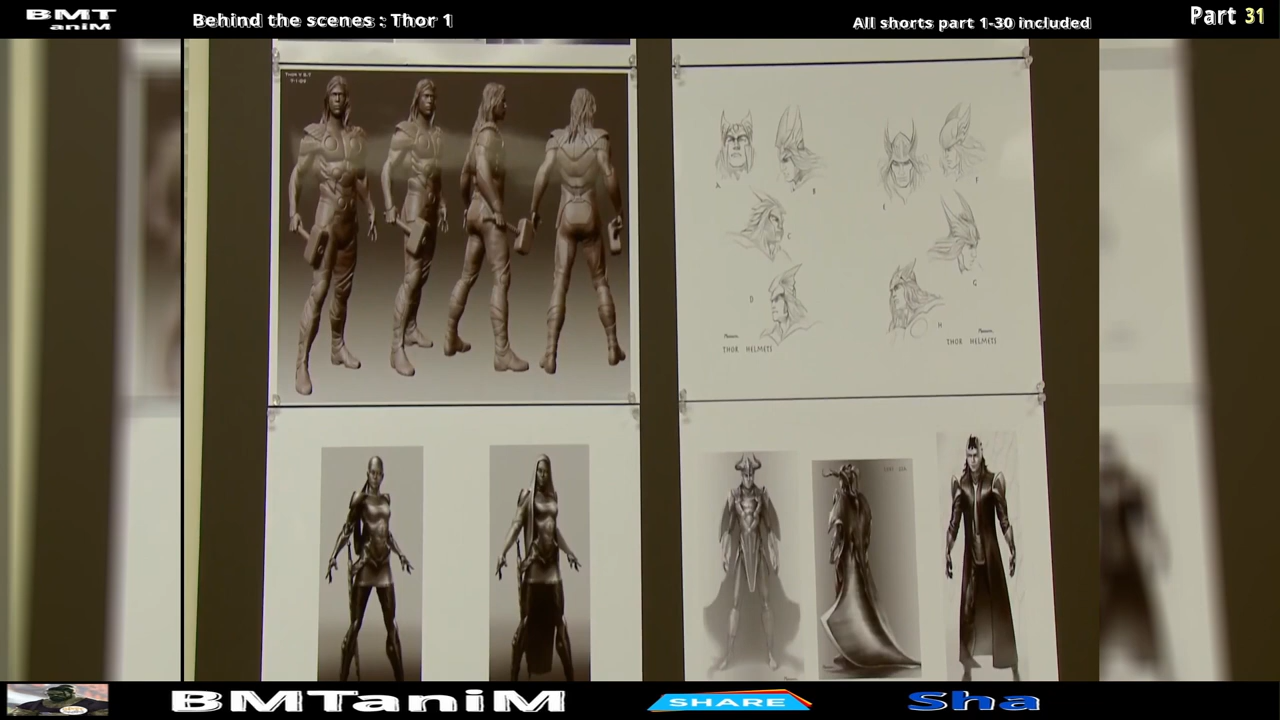 BMT
aniM
Behind the scenes : Thor 1
All shorts part 1-30 included
Part 31
A
B
C
D
E
F
G
H
THOR HELMETS
THOR HELMETS
BMTaniM
SHARE
Sha